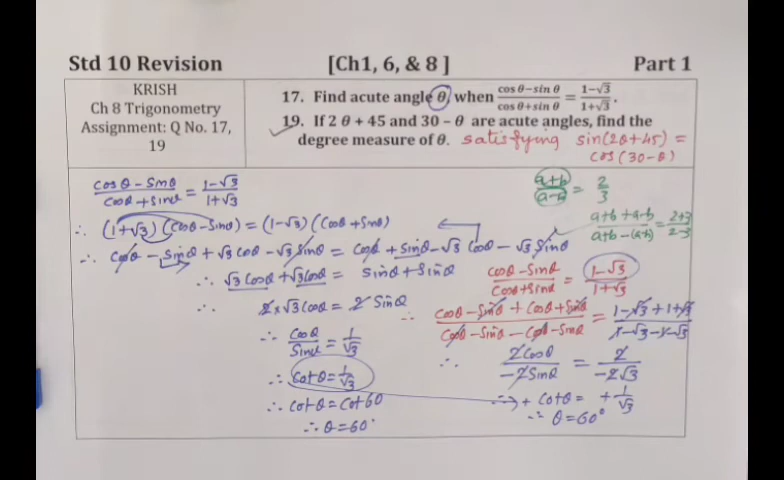 Std 10 Revision [Ch1, 6, & 8 ] Part 1
KRISH
Ch 8 Trigonometry
Assignment: Q No. 17,
19
17. Find acute angle θ, when (cos θ−sin θ)/(cos θ+sin θ) = (1−√3)/(1+√3).
19. If 2 θ + 45 and 30 − θ are acute angles, find the
degree measure of θ. satisfying sin(2θ+45) =
cos(30-θ)
(cosθ - sinθ)/(cosθ + sinθ) = (1-√3)/(1+√3)
∴ (1+√3)(cosθ-sinθ) = (1-√3)(cosθ+sinθ)
∴ cosθ - sinθ + √3 cosθ - √3 sinθ = cosθ + sinθ - √3 cosθ - √3 sinθ
∴ √3 cosθ + √3 cosθ = sinθ + sinθ
∴ 2×√3 cosθ = 2 sinθ
∴ cosθ/sinθ = 1/√3
∴ cotθ = 1/√3
∴ cotθ = cot 60
∴ θ = 60°
(a+b)/(a-b) = 2/3
(a+b+a-b)/(a+b-(a-b)) = (2+3)/(2-3)
(cosθ-sinθ)/(cosθ+sinθ) = (1-√3)/(1+√3)
∴ (cosθ-sinθ+cosθ+sinθ)/(cosθ-sinθ-cosθ-sinθ) = (1-√3+1+√3)/(1-√3-1-√3)
∴ 2cosθ/-2sinθ = 2/-2√3
∴ + cotθ = + 1/√3
∴ θ = 60°